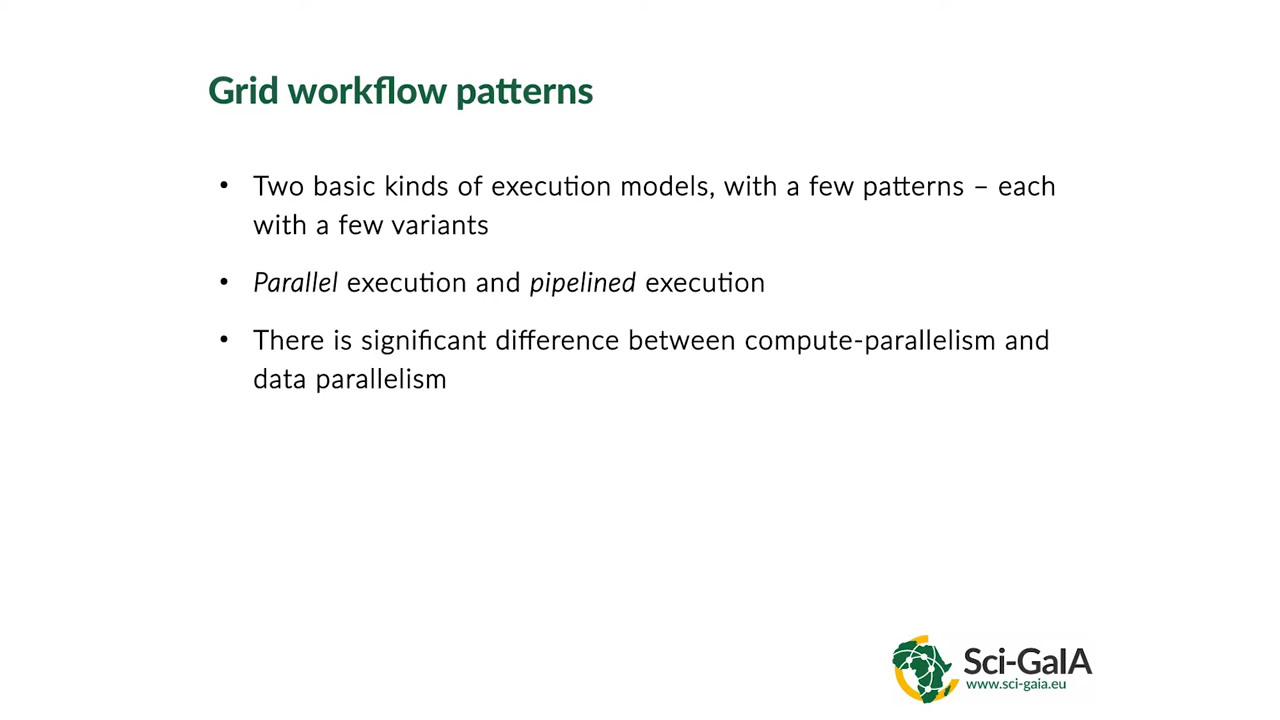 Grid workflow patterns
• Two basic kinds of execution models, with a few patterns – each
with a few variants
• Parallel execution and pipelined execution
• There is significant difference between compute-parallelism and
data parallelism
Sci-GaIA
www.sci-gaia.eu